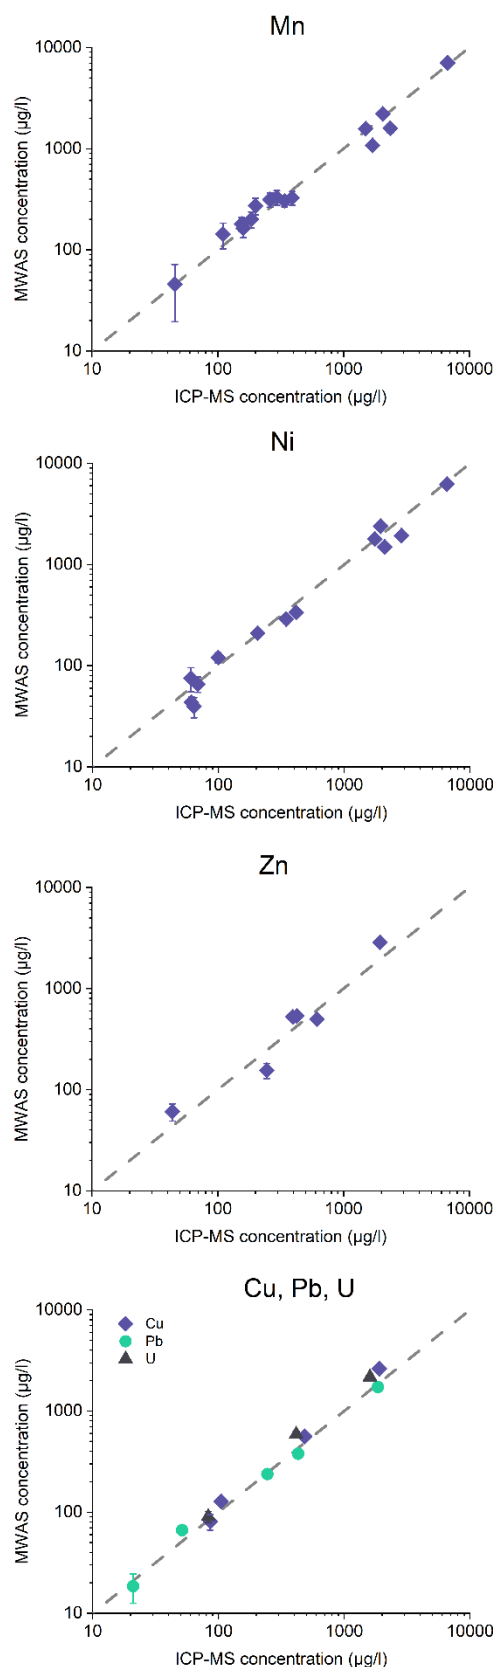 Mn
10000
1000
100
10
MWAS concentration (µg/l)
10 100 1000 10000
ICP-MS concentration (µg/l)
Ni
10000
1000
100
10
MWAS concentration (µg/l)
10 100 1000 10000
ICP-MS concentration (µg/l)
Zn
10000
1000
100
10
MWAS concentration (µg/l)
10 100 1000 10000
ICP-MS concentration (µg/l)
Cu, Pb, U
Cu
Pb
U
10000
1000
100
10
MWAS concentration (µg/l)
10 100 1000 10000
ICP-MS concentration (µg/l)